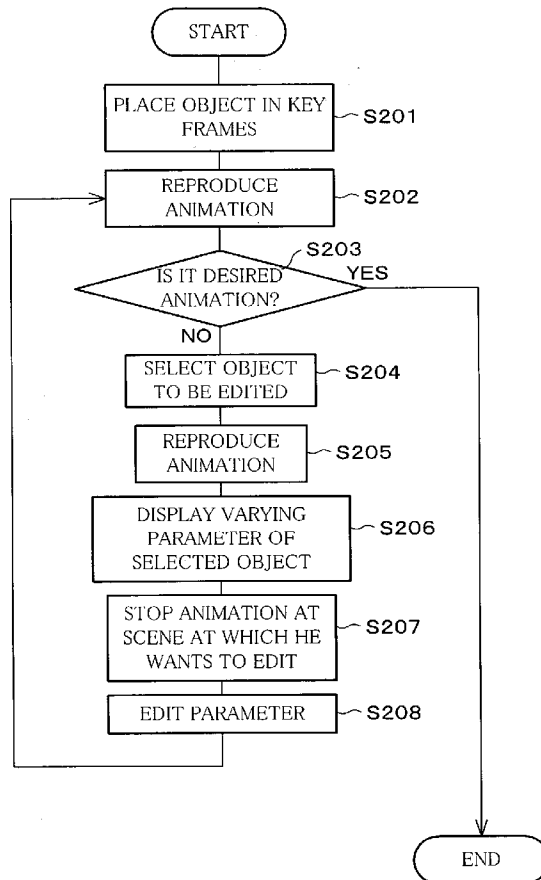 START
PLACE OBJECT IN KEY
FRAMES
S201
REPRODUCE
ANIMATION
S202
S203
IS IT DESIRED
ANIMATION?
YES
NO
SELECT OBJECT
TO BE EDITED
S204
REPRODUCE
ANIMATION
S205
DISPLAY VARYING
PARAMETER OF
SELECTED OBJECT
S206
STOP ANIMATION AT
SCENE AT WHICH HE
WANTS TO EDIT
S207
EDIT PARAMETER
S208
END